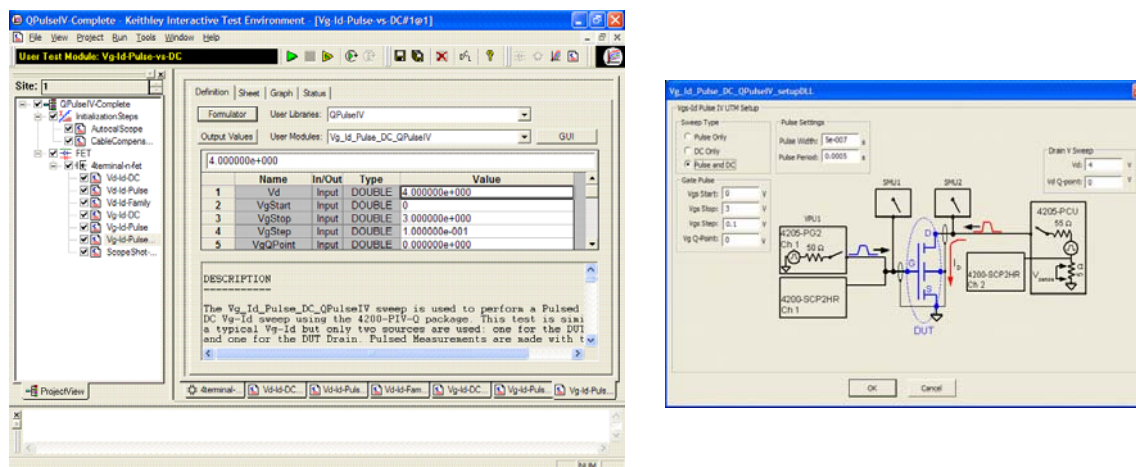 QPulseIV-Complete - Keithley Interactive Test Environment - [Vg-Id-Pulse-vs-DC#1@1]
File View Project Run Tools Window Help
User Test Module: Vg-Id-Pulse-vs-DC
Site: 1
QPulseIV-Complete
Initialization Steps
AutocalScope
CableCompens...
FET
4terminal-n-fet
Vd-Id-DC
Vd-Id-Pulse
Vd-Id-Family
Vg-Id-DC
Vg-Id-Pulse
Vg-Id-Pulse...
ScopeShot-...
ProjectView
Definition Sheet Graph Status
Formulator User Libraries: QPulseIV
Output Values User Modules: Vg_Id_Pulse_DC_QPulseIV GUI
4.000000e+000
Name In/Out Type Value
1 Vd Input DOUBLE 4.000000e+000
2 VgStart Input DOUBLE 0
3 VgStop Input DOUBLE 3.000000e+000
4 VgStep Input DOUBLE 1.000000e-001
5 VgQPoint Input DOUBLE 0.000000e+000
DESCRIPTION
-----------
The Vg_Id_Pulse_DC_QPulseIV sweep is used to perform a Pulsed
DC Vg-Id sweep using the 4200-PIV-Q package. This test is simi
a typical Vg-Id but only two sources are used: one for the DUT
and one for the DUT Drain. Pulsed Measurements are made with t
4terminal-... Vd-Id-DC... Vd-Id-Puls... Vd-Id-Fam... Vg-Id-DC... Vg-Id-Puls... Vg-Id-Puls...
NUM
Vg_Id_Pulse_DC_QPulseIV_setupDLL
Vgs-Id Pulse IV UTM Setup
Sweep Type
Pulse Only
DC Only
Pulse and DC
Pulse Settings
Pulse Width: 5e-007 s
Pulse Period: 0.0005 s
Drain V Sweep
Vd: 4 V
Vd Q-point: 0 V
Gate Pulse
Vgs Start: 0 V
Vgs Stop: 3 V
Vgs Step: 0.1 V
Vg Q-Point: 0 V
SMU1
SMU2
VPU1
4205-PG2
Ch 1 50 Ω
4200-SCP2HR
Ch 1
D
G
S
ID
DUT
4205-PCU
55 Ω
4200-SCP2HR
Ch 2
Vsense
5 Ω
OK Cancel